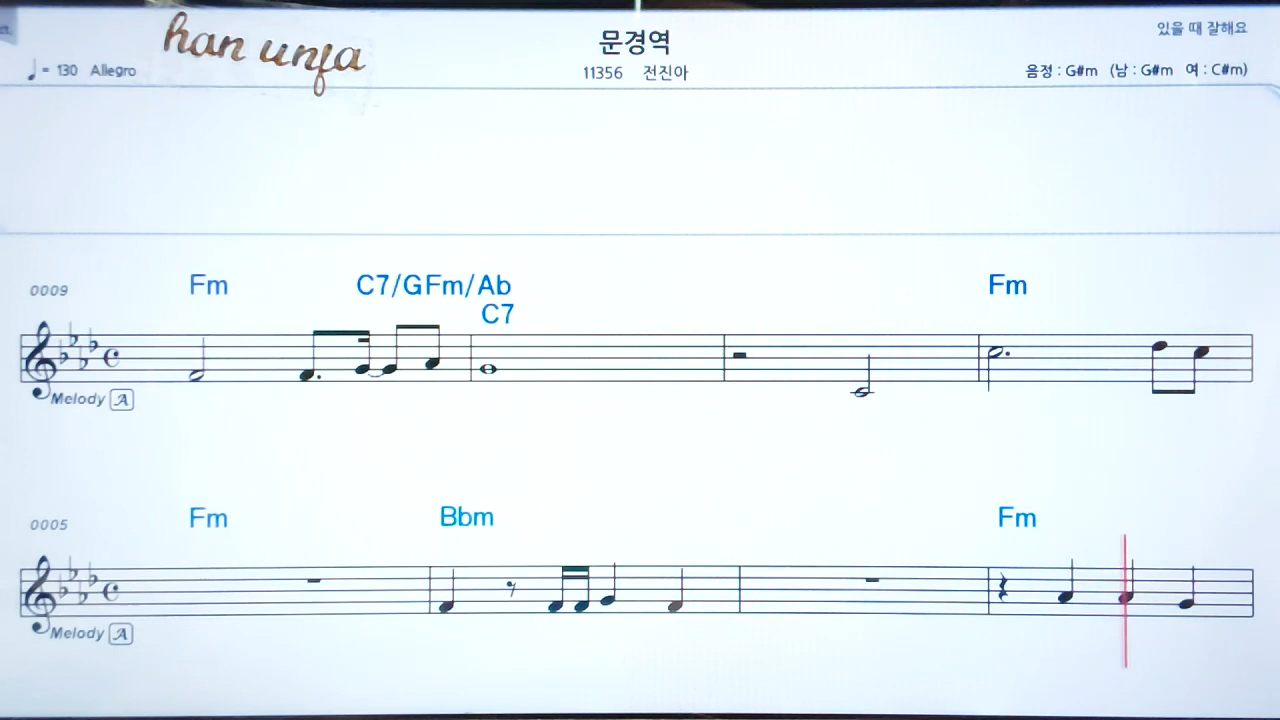 han unja
문경역
있을 때 잘해요
♩= 130 Allegro
11356 전진아
음정 : G#m (남 : G#m 여 : C#m)
0009
Fm C7/G Fm/Ab Fm
C7
Melody A
0005
Fm Bbm Fm
Melody A